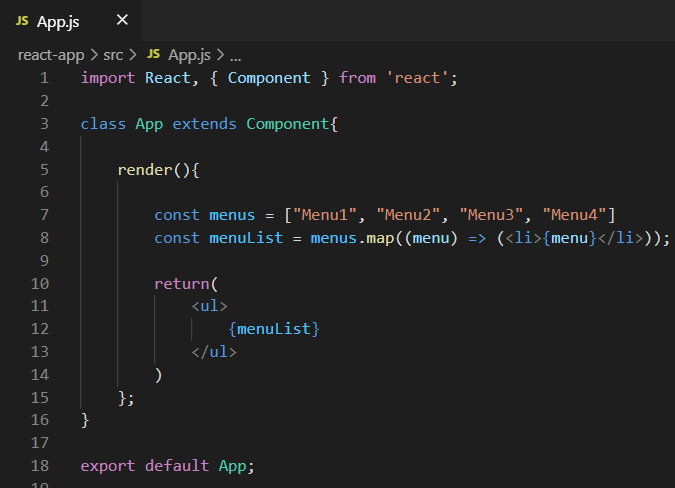 JS App.js ×
react-app > src > JS App.js > ...
1 import React, { Component } from 'react';
2
3 class App extends Component{
4
5 render(){
6
7 const menus = ["Menu1", "Menu2", "Menu3", "Menu4"]
8 const menuList = menus.map((menu) => (<li>{menu}</li>));
9
10 return(
11 <ul>
12 {menuList}
13 </ul>
14 )
15 };
16 }
17
18 export default App;